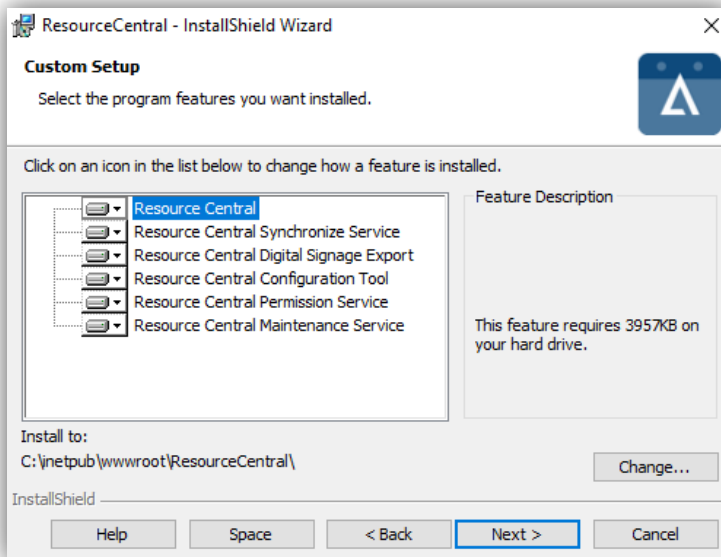 ResourceCentral - InstallShield Wizard
Custom Setup
Select the program features you want installed.
Click on an icon in the list below to change how a feature is installed.
Resource Central
Resource Central Synchronize Service
Resource Central Digital Signage Export
Resource Central Configuration Tool
Resource Central Permission Service
Resource Central Maintenance Service
Feature Description
This feature requires 3957KB on
your hard drive.
Install to:
C:\inetpub\wwwroot\ResourceCentral\
Change...
InstallShield
Help
Space
< Back
Next >
Cancel